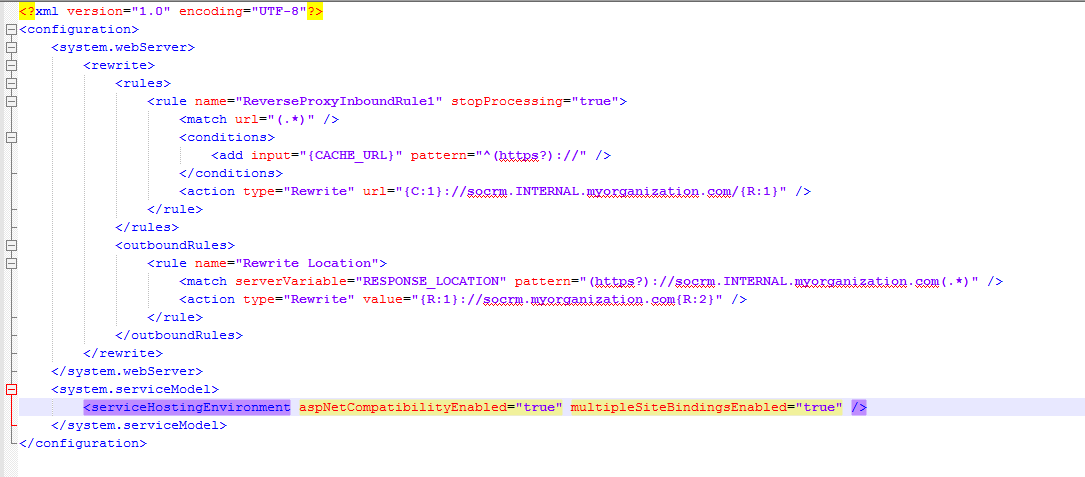 <?xml version="1.0" encoding="UTF-8"?>
<configuration>
<system.webServer>
<rewrite>
<rules>
<rule name="ReverseProxyInboundRule1" stopProcessing="true">
<match url="(.*)" />
<conditions>
<add input="{CACHE_URL}" pattern="^(https?)://" />
</conditions>
<action type="Rewrite" url="{C:1}://socrm.INTERNAL.myorganization.com/{R:1}" />
</rule>
</rules>
<outboundRules>
<rule name="Rewrite Location">
<match serverVariable="RESPONSE_LOCATION" pattern="(https?)://socrm.INTERNAL.myorganization.com(.*)" />
<action type="Rewrite" value="{R:1}://socrm.myorganization.com{R:2}" />
</rule>
</outboundRules>
</rewrite>
</system.webServer>
<system.serviceModel>
<serviceHostingEnvironment aspNetCompatibilityEnabled="true" multipleSiteBindingsEnabled="true" />
</system.serviceModel>
</configuration>